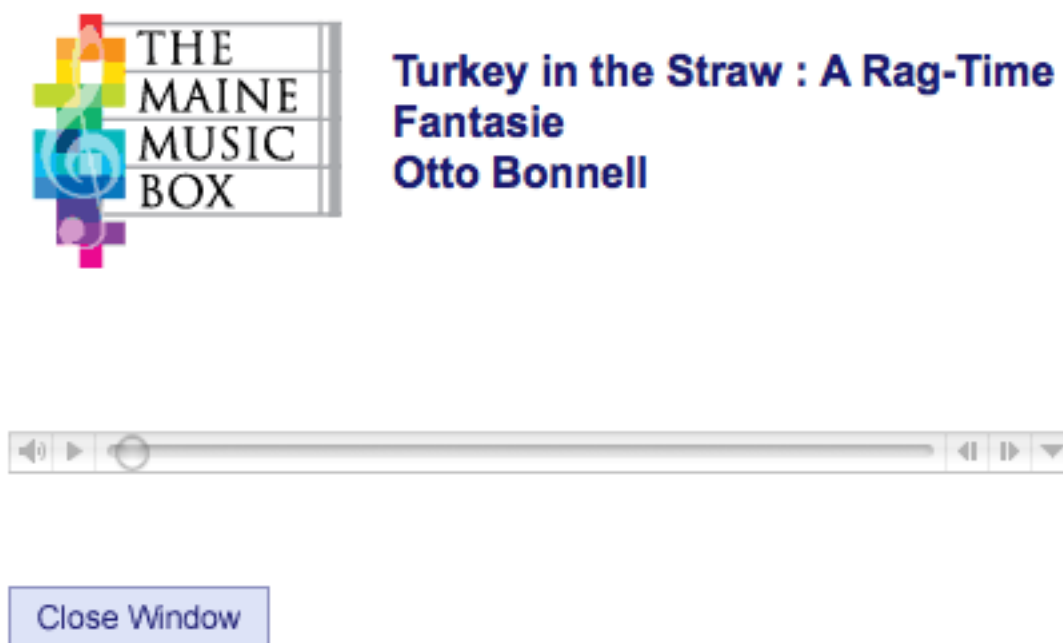 THE
MAINE
MUSIC
BOX
Turkey in the Straw : A Rag-Time
Fantasie
Otto Bonnell
Close Window